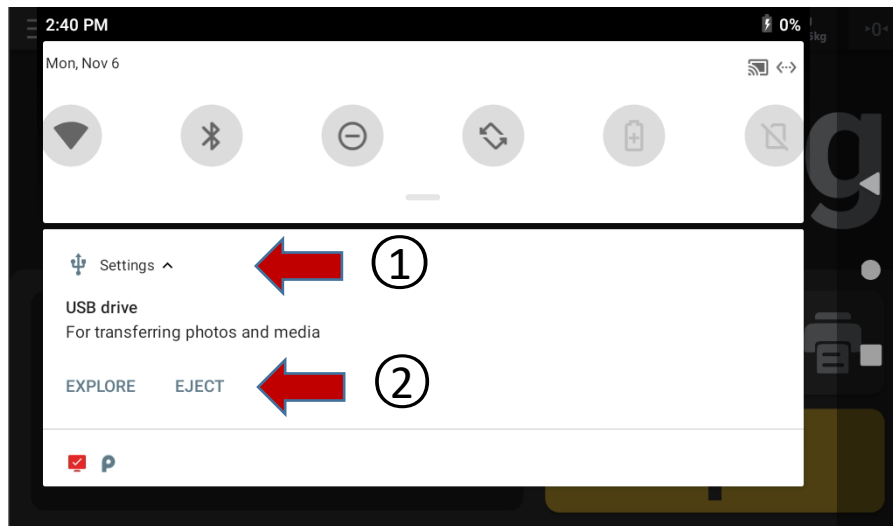 2:40 PM
0%
kg
Mon, Nov 6
g
Settings
①
USB drive
For transferring photos and media
EXPLORE EJECT
②